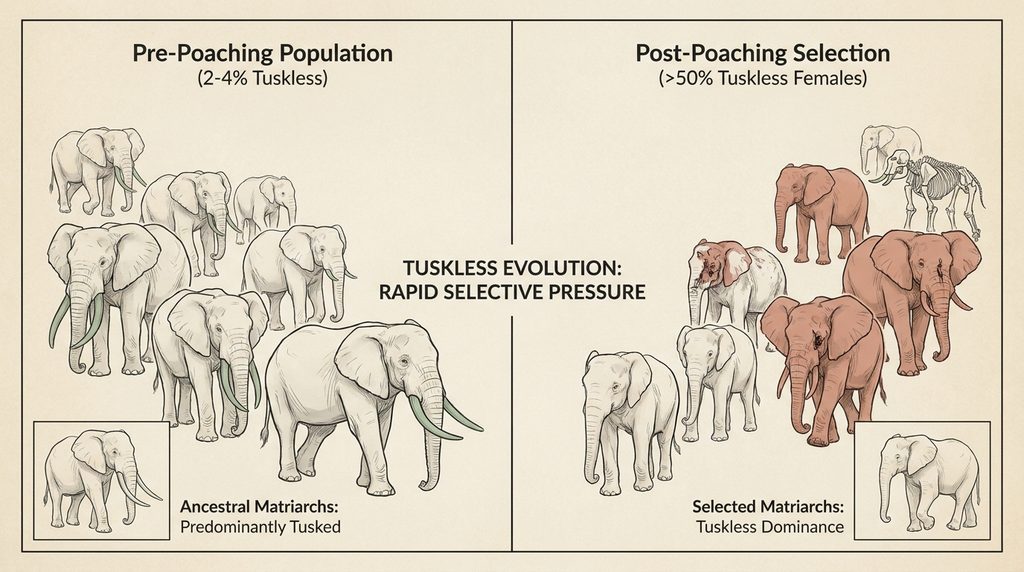 Pre-Poaching Population
(2-4% Tuskless)
Post-Poaching Selection
(>50% Tuskless Females)
TUSKLESS EVOLUTION:
RAPID SELECTIVE PRESSURE
Ancestral Matriarchs:
Predominantly Tusked
Selected Matriarchs:
Tuskless Dominance